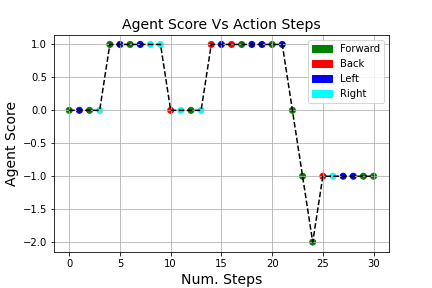 Agent Score Vs Action Steps
Agent Score
1.0
0.5
0.0
−0.5
−1.0
−1.5
−2.0
Forward
Back
Left
Right
0 5 10 15 20 25 30
Num. Steps